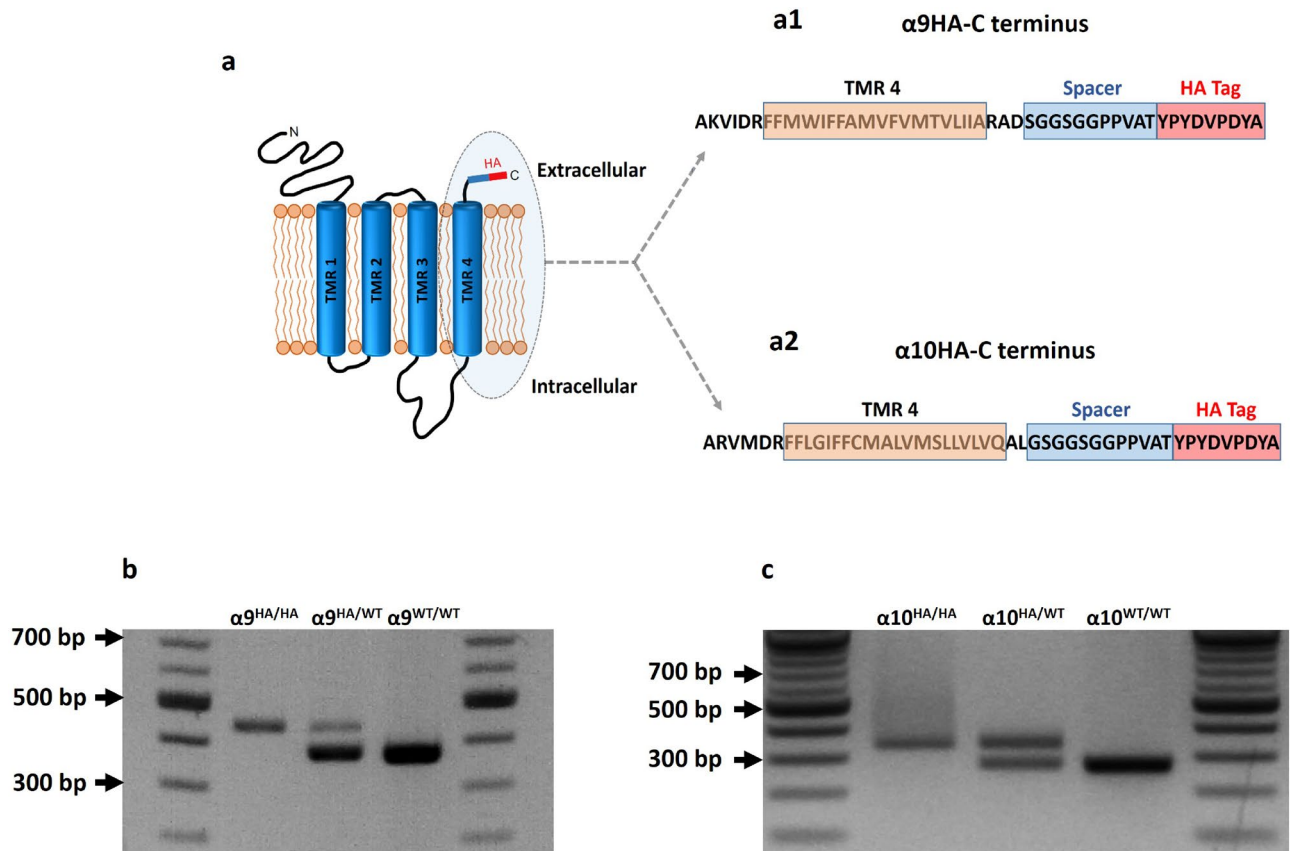 a
N
HA
C
Extracellular
TMR 1
TMR 2
TMR 3
TMR 4
Intracellular
a1
α9HA-C terminus
TMR 4 Spacer HA Tag
AKVIDRFFMWIFFAMVFVMTVLIIARADSGGSGGPPVATYPYDVPDYA
a2
α10HA-C terminus
TMR 4 Spacer HA Tag
ARVMDRFFLGIFFCMALVMSLLVLVQALGSGGSGGPPVATYPYDVPDYA
b
α9HA/HA α9HA/WT α9WT/WT
700 bp
500 bp
300 bp
c
α10HA/HA α10HA/WT α10WT/WT
700 bp
500 bp
300 bp